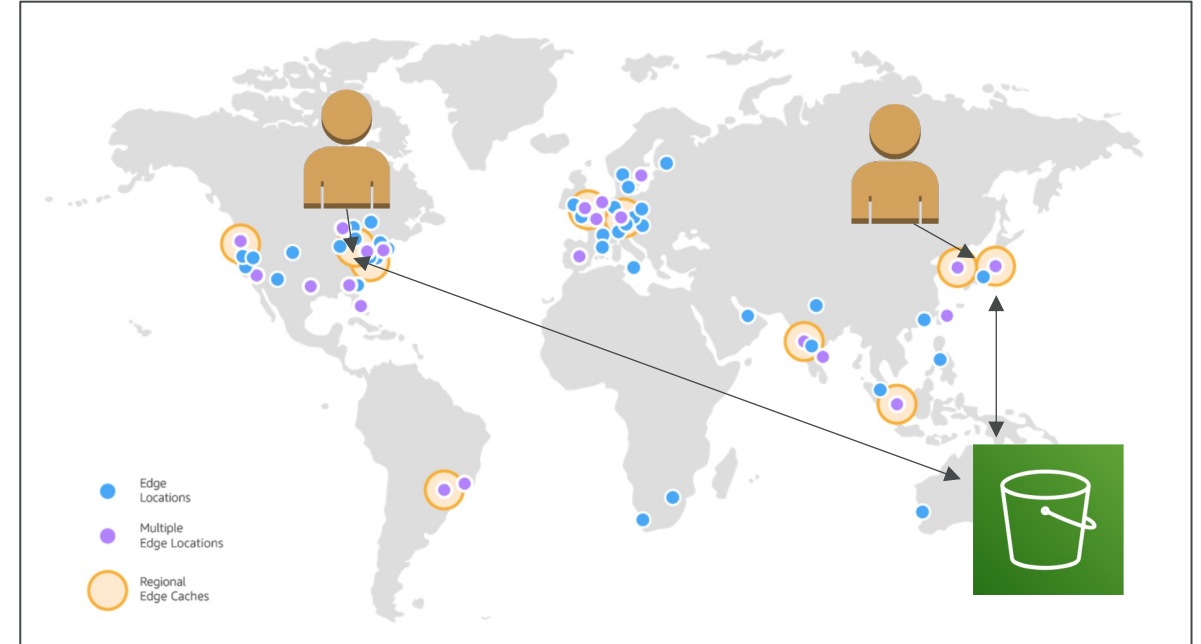 Edge
Locations
Multiple
Edge Locations
Regional
Edge Caches